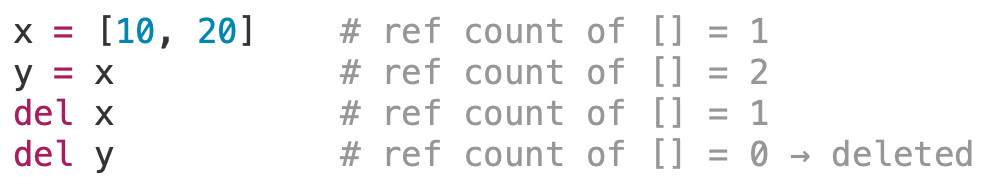 x = [10, 20]    # ref count of [] = 1
y = x           # ref count of [] = 2
del x           # ref count of [] = 1
del y           # ref count of [] = 0 → deleted